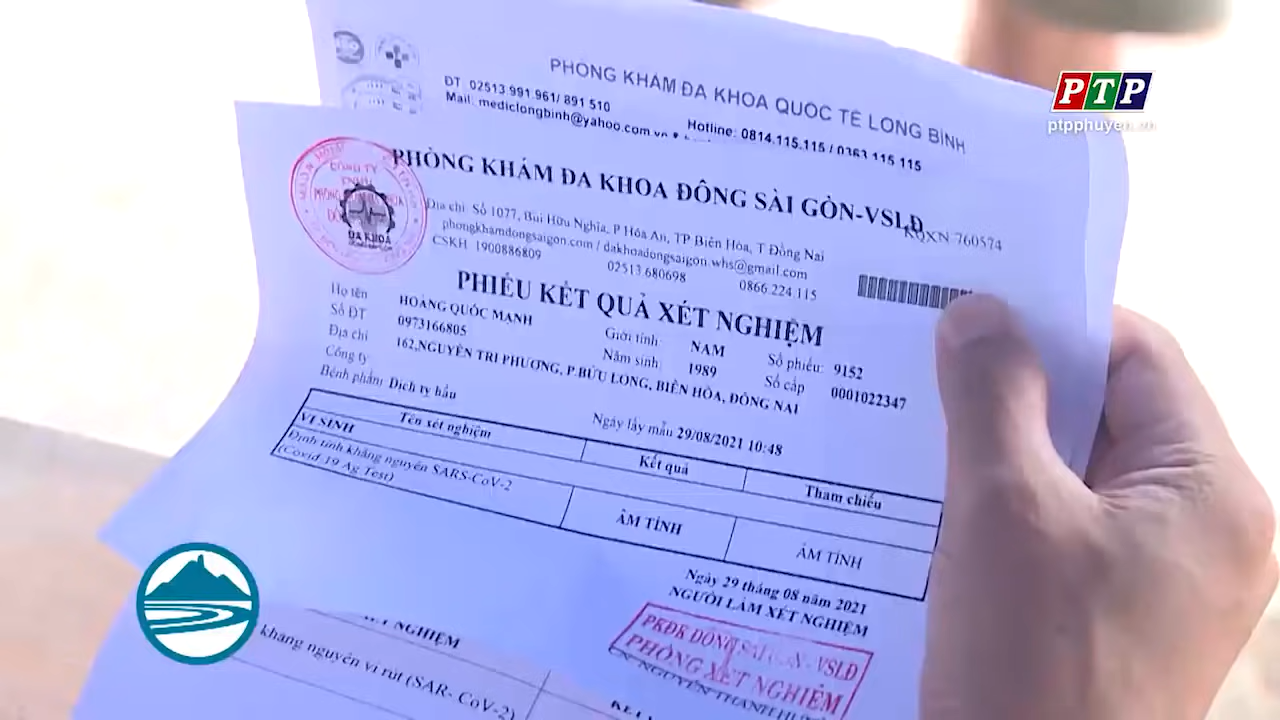 PTP
ptpphuyen.vn
PHÒNG KHÁM ĐA KHOA QUỐC TẾ LONG BÌNH
ĐT 02513.991.961/ 891 510
Hotline: 0814.115.115 / 0363 115 115
Mail: mediclongbinh@yahoo.com.vn
PHÒNG KHÁM ĐA KHOA ĐÔNG SÀI GÒN-VSLĐ
CÔNG TY
TNHH
ĐA KHOA
Địa chỉ: Số 1077, Bùi Hữu Nghĩa, P Hóa An, TP Biên Hòa, T Đồng Nai
KQXN 760574
phongkhamdongsaigon.com / dakhoadongsaigon.whs@gmail.com
CSKH 1900886809 02513.680698 0866.224.115
PHIẾU KẾT QUẢ XÉT NGHIỆM
Họ tên HOÀNG QUỐC MẠNH Giới tính NAM Số phiếu: 9152
Số ĐT 0973166805 Năm sinh 1989 Số cấp 0001022347
Địa chỉ 162,NGUYỄN TRI PHƯƠNG, P.BỬU LONG, BIÊN HÒA, ĐỒNG NAI
Công ty
Bệnh phẩm: Dịch tỵ hầu Ngày lấy mẫu 29/08/2021 10:48
Tên xét nghiệm Kết quả Tham chiếu
VI SINH
Định tính kháng nguyên SARS-CoV-2 ÂM TÍNH ÂM TÍNH
(Covid 19 Ag Test)
Ngày 29 tháng 08 năm 2021
NGƯỜI LÀM XÉT NGHIỆM
PKĐK ĐÔNG SÀI GÒN - VSLĐ
PHÒNG XÉT NGHIỆM
NGUYỄN THANH
NGHIỆM
kháng nguyên vi rút (SAR- CoV-2)